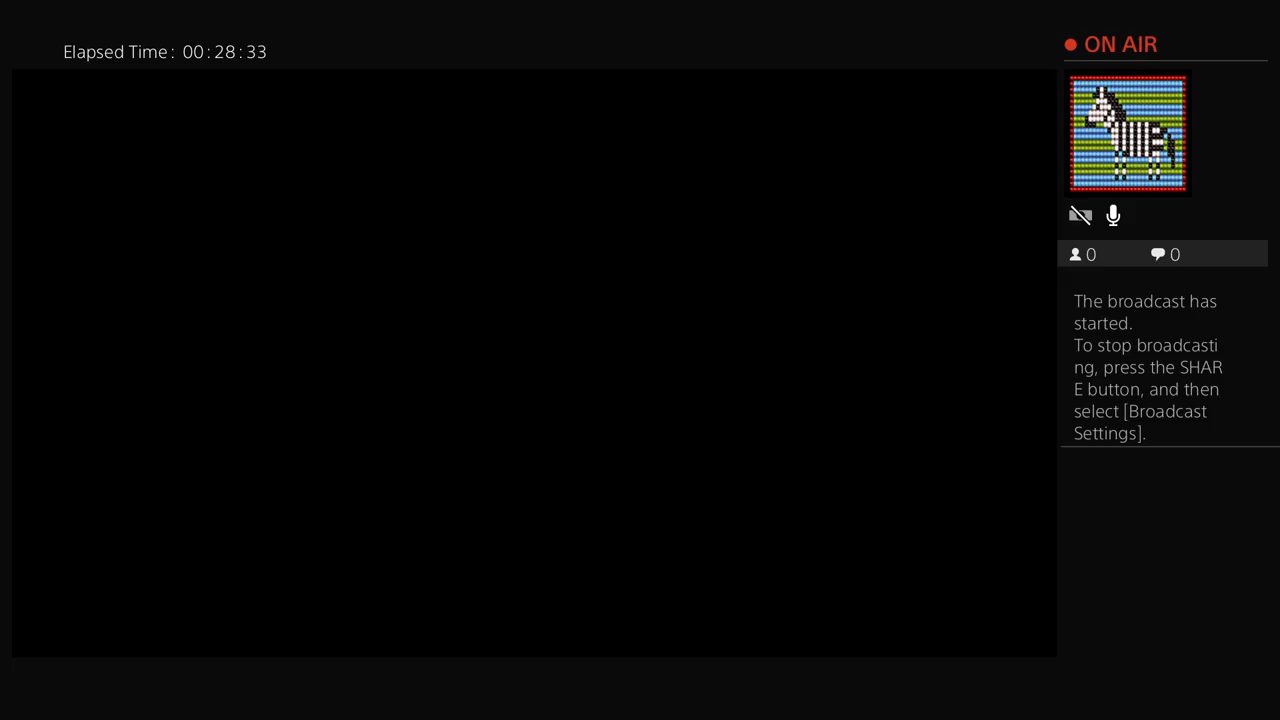 Elapsed Time: 00:28:33
ON AIR
0 0
The broadcast has
started.
To stop broadcasti
ng, press the SHAR
E button, and then
select [Broadcast
Settings].